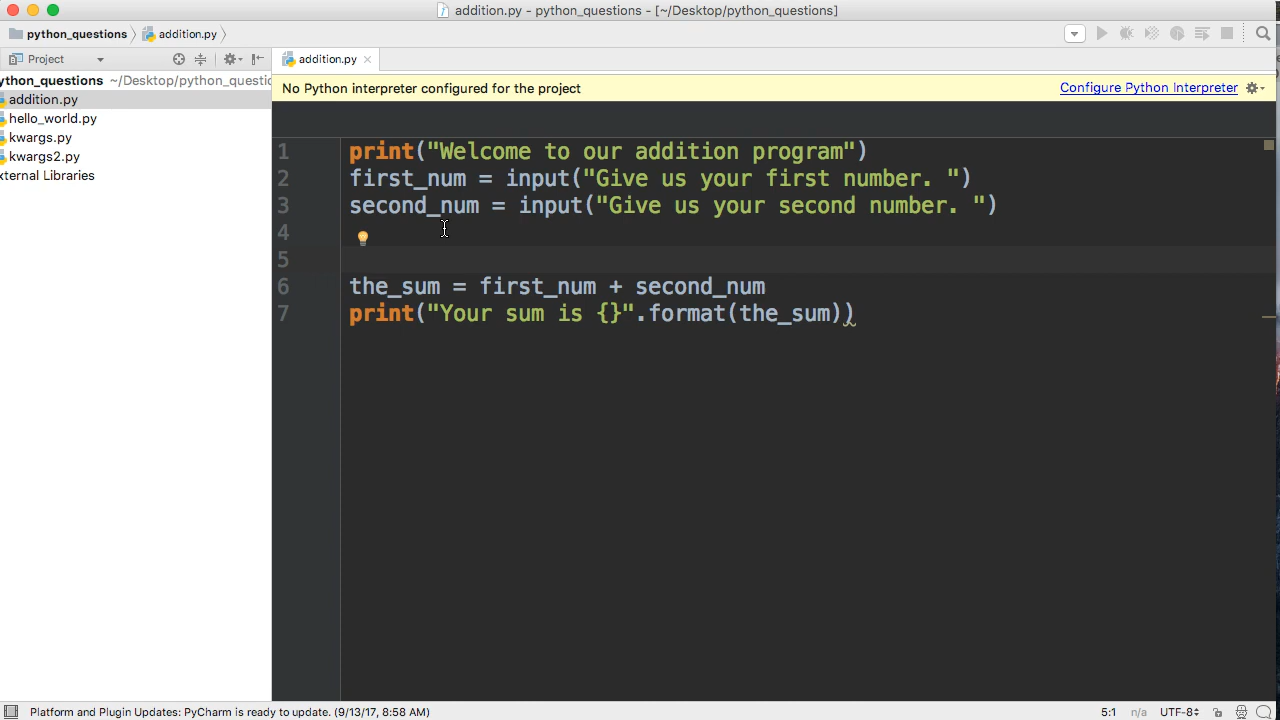 addition.py - python_questions - [~/Desktop/python_questions]
python_questions addition.py
Project
addition.py
ython_questions ~/Desktop/python_questic
addition.py
hello_world.py
kwargs.py
kwargs2.py
xternal Libraries
No Python interpreter configured for the project
Configure Python Interpreter
1 print("Welcome to our addition program")
2 first_num = input("Give us your first number. ")
3 second_num = input("Give us your second number. ")
4
5
6 the_sum = first_num + second_num
7 print("Your sum is {}".format(the_sum))
Platform and Plugin Updates: PyCharm is ready to update. (9/13/17, 8:58 AM)
5:1 n/a UTF-8